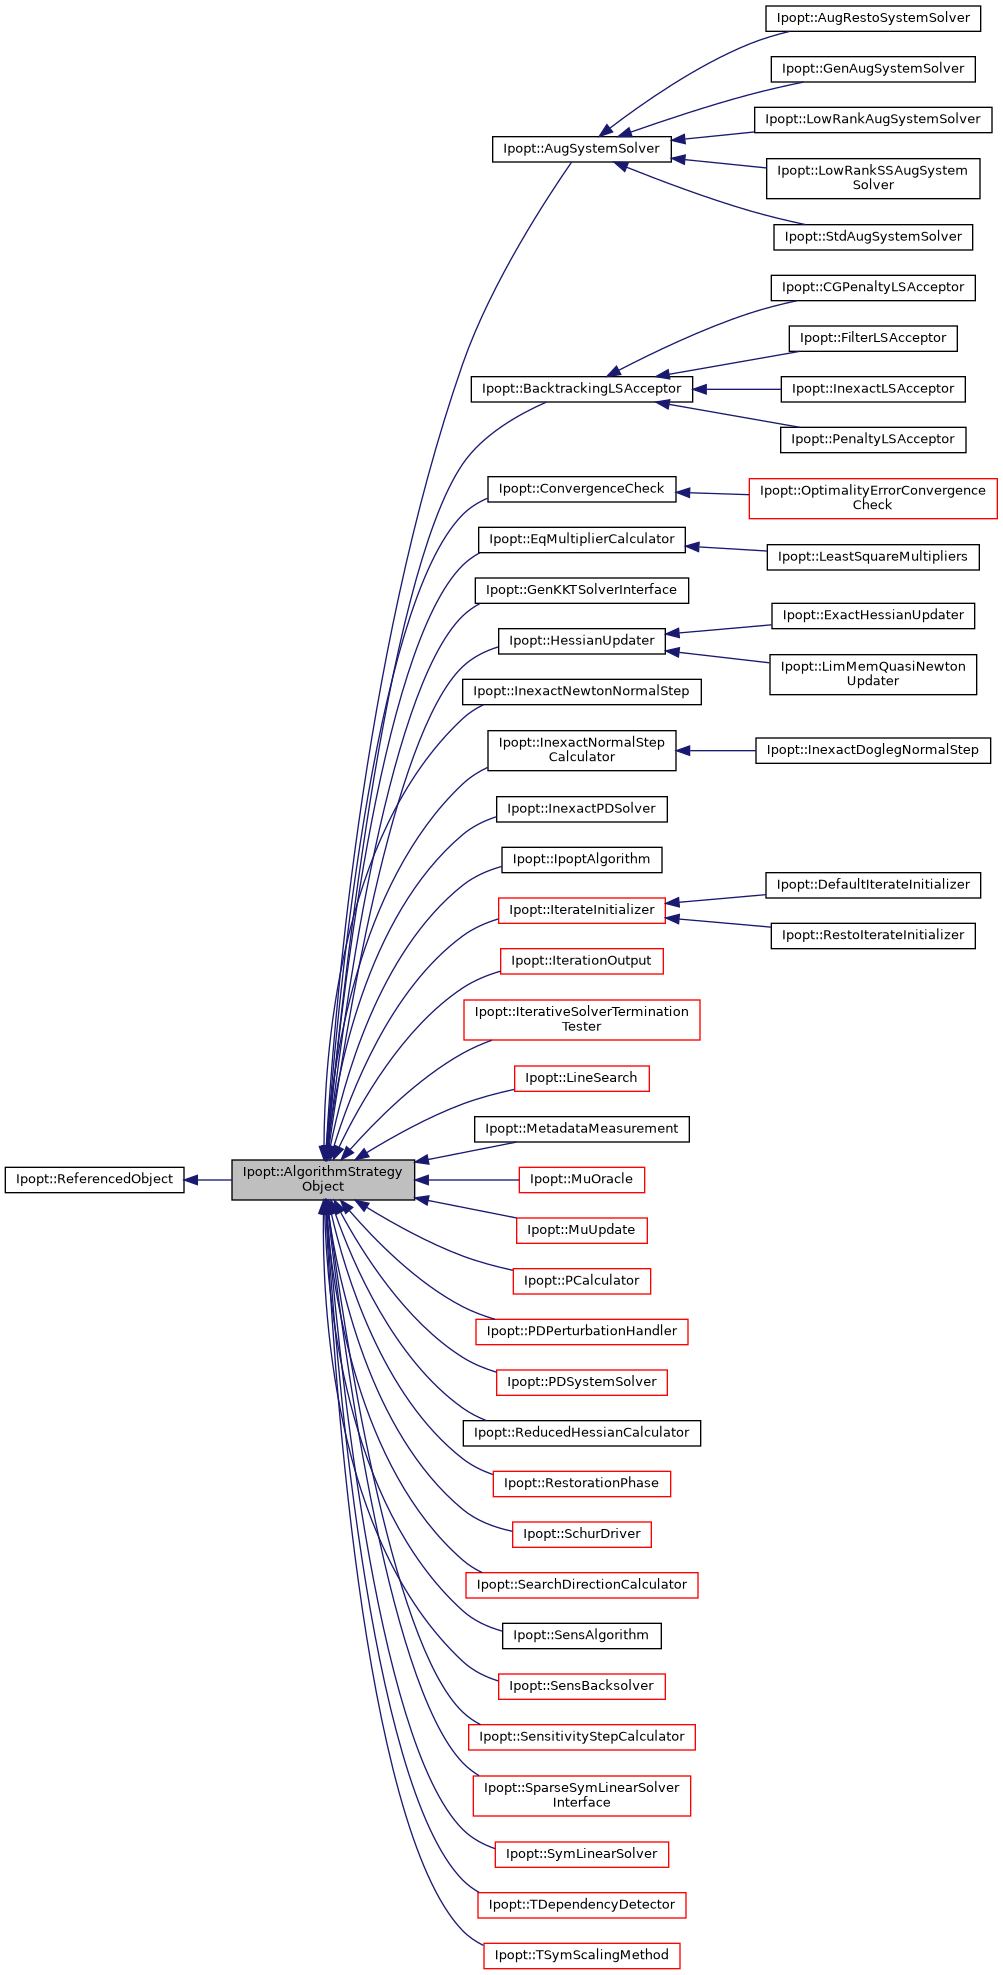 Ipopt::AugRestoSystemSolver
Ipopt::GenAugSystemSolver
Ipopt::LowRankAugSystemSolver
Ipopt::AugSystemSolver
Ipopt::LowRankSSAugSystem
Solver
Ipopt::StdAugSystemSolver
Ipopt::CGPenaltyLSAcceptor
Ipopt::FilterLSAcceptor
Ipopt::BacktrackingLSAcceptor
Ipopt::InexactLSAcceptor
Ipopt::PenaltyLSAcceptor
Ipopt::ConvergenceCheck
Ipopt::OptimalityErrorConvergence
Check
Ipopt::EqMultiplierCalculator
Ipopt::LeastSquareMultipliers
Ipopt::GenKKTSolverInterface
Ipopt::ExactHessianUpdater
Ipopt::HessianUpdater
Ipopt::LimMemQuasiNewton
Updater
Ipopt::InexactNewtonNormalStep
Ipopt::InexactNormalStep
Calculator
Ipopt::InexactDoglegNormalStep
Ipopt::InexactPDSolver
Ipopt::IpoptAlgorithm
Ipopt::DefaultIterateInitializer
Ipopt::IterateInitializer
Ipopt::RestoIterateInitializer
Ipopt::IterationOutput
Ipopt::IterativeSolverTermination
Tester
Ipopt::LineSearch
Ipopt::MetadataMeasurement
Ipopt::ReferencedObject
Ipopt::AlgorithmStrategy
Object
Ipopt::MuOracle
Ipopt::MuUpdate
Ipopt::PCalculator
Ipopt::PDPerturbationHandler
Ipopt::PDSystemSolver
Ipopt::ReducedHessianCalculator
Ipopt::RestorationPhase
Ipopt::SchurDriver
Ipopt::SearchDirectionCalculator
Ipopt::SensAlgorithm
Ipopt::SensBacksolver
Ipopt::SensitivityStepCalculator
Ipopt::SparseSymLinearSolver
Interface
Ipopt::SymLinearSolver
Ipopt::TDependencyDetector
Ipopt::TSymScalingMethod